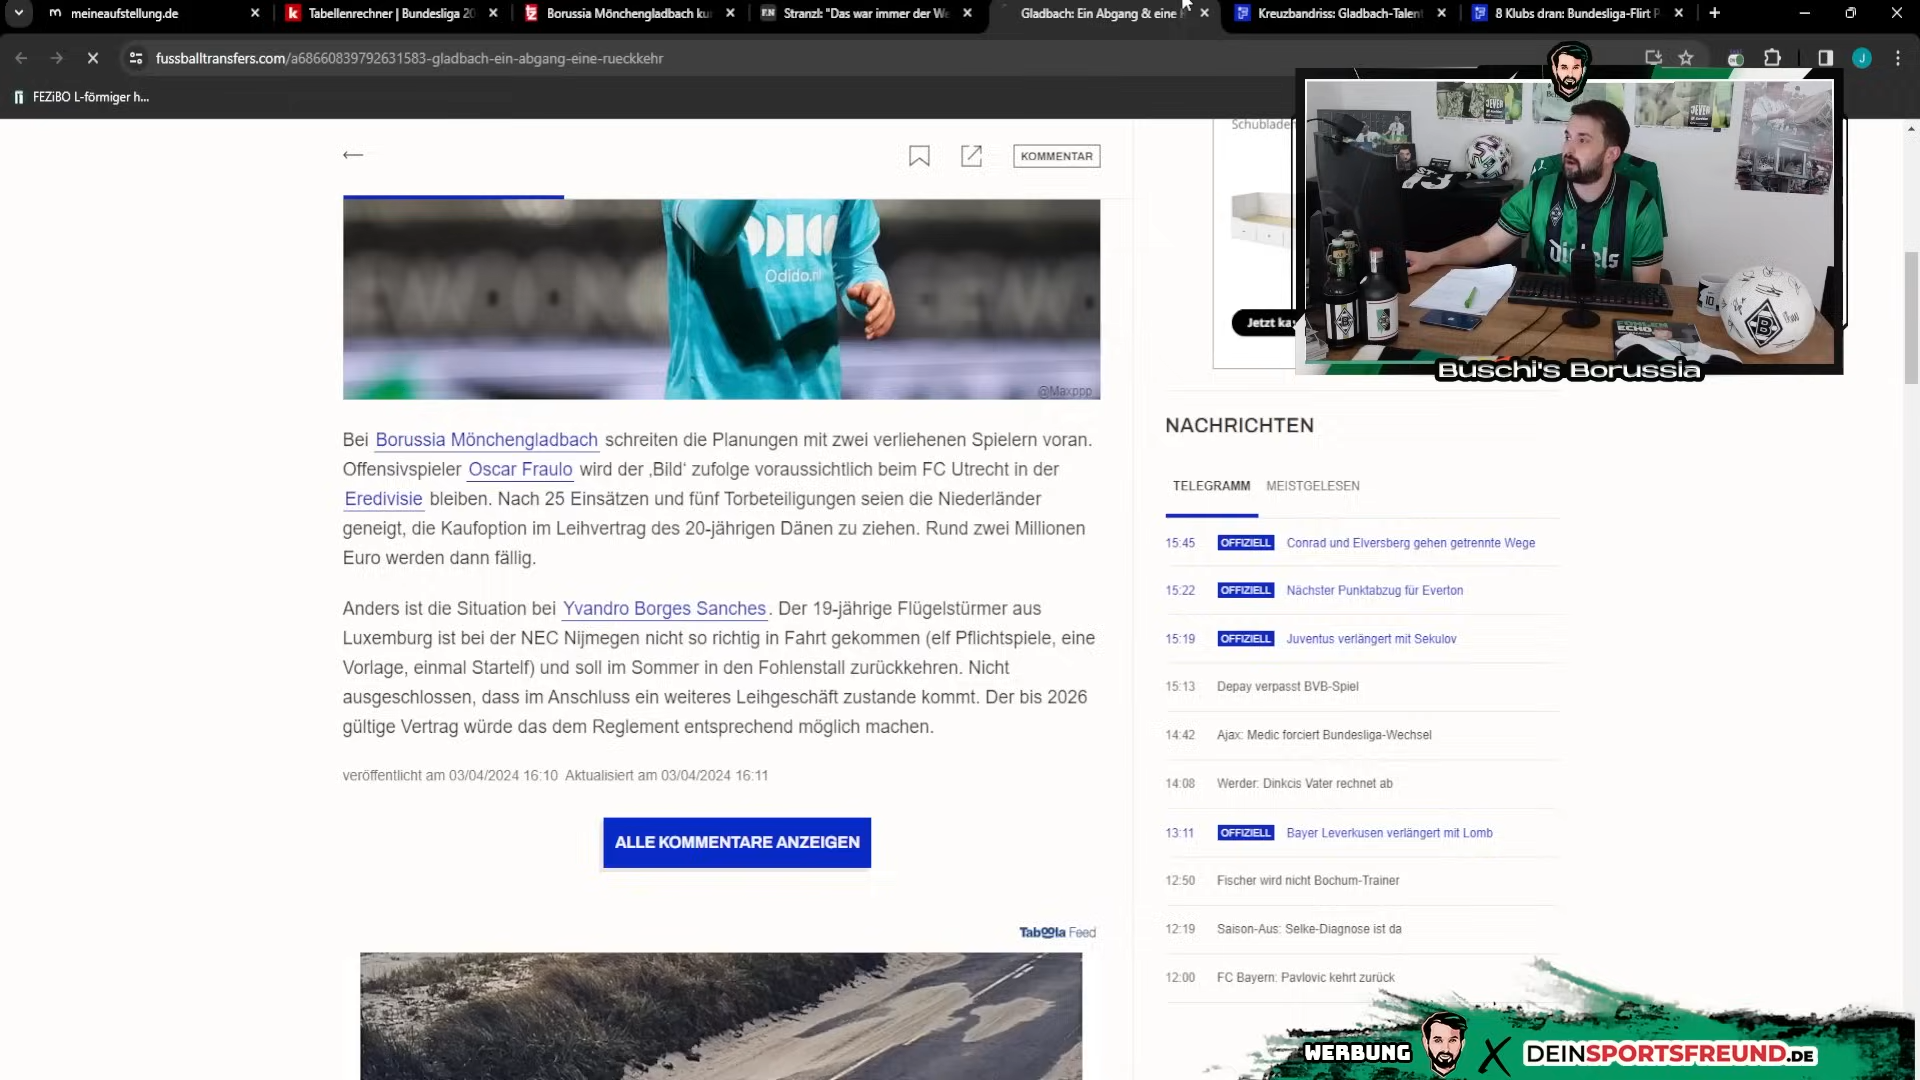 meineaufstellung.de
Tabellenrechner | Bundesliga 20
Borussia Mönchengladbach ku
Stranzl: "Das war immer der We
Gladbach: Ein Abgang & eine
Kreuzbandriss: Gladbach-Talen
8 Klubs dran: Bundesliga-Flirt P
fussballtransfers.com/a68660839792631583-gladbach-ein-abgang-eine-rueckkehr
J
FEZiBO L-förmiger h...
KOMMENTAR
Schublade
Jetzt ka
Odido.nl
@Maxppp
Buschi's Borussia
Bei Borussia Mönchengladbach schreiten die Planungen mit zwei verliehenen Spielern voran.
Offensivspieler Oscar Fraulo wird der ‚Bild‘ zufolge voraussichtlich beim FC Utrecht in der
Eredivisie bleiben. Nach 25 Einsätzen und fünf Torbeteiligungen seien die Niederländer
geneigt, die Kaufoption im Leihvertrag des 20-jährigen Dänen zu ziehen. Rund zwei Millionen
Euro werden dann fällig.
Anders ist die Situation bei Yvandro Borges Sanches. Der 19-jährige Flügelstürmer aus
Luxemburg ist bei der NEC Nijmegen nicht so richtig in Fahrt gekommen (elf Pflichtspiele, eine
Vorlage, einmal Startelf) und soll im Sommer in den Fohlenstall zurückkehren. Nicht
ausgeschlossen, dass im Anschluss ein weiteres Leihgeschäft zustande kommt. Der bis 2026
gültige Vertrag würde das dem Reglement entsprechend möglich machen.
veröffentlicht am 03/04/2024 16:10 Aktualisiert am 03/04/2024 16:11
ALLE KOMMENTARE ANZEIGEN
Taboola Feed
NACHRICHTEN
TELEGRAMM MEISTGELESEN
15:45 OFFIZIELL Conrad und Elversberg gehen getrennte Wege
15:22 OFFIZIELL Nächster Punktabzug für Everton
15:19 OFFIZIELL Juventus verlängert mit Sekulov
15:13 Depay verpasst BVB-Spiel
14:42 Ajax: Medic forciert Bundesliga-Wechsel
14:08 Werder: Dinkcis Vater rechnet ab
13:11 OFFIZIELL Bayer Leverkusen verlängert mit Lomb
12:50 Fischer wird nicht Bochum-Trainer
12:19 Saison-Aus: Selke-Diagnose ist da
12:00 FC Bayern: Pavlovic kehrt zurück
WERBUNG X DEINSPORTSFREUND.DE